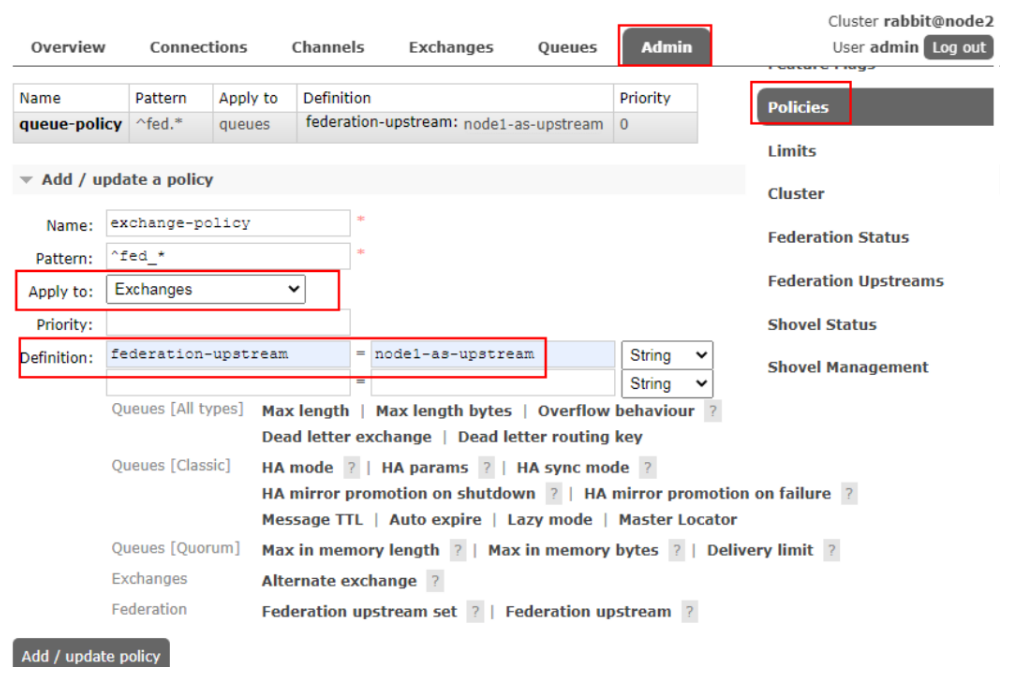 Cluster rabbit@node2
Overview Connections Channels Exchanges Queues Admin User admin Log out
Feature Flags
Name Pattern Apply to Definition Priority
queue-policy ^fed.* queues federation-upstream: node1-as-upstream 0
Policies
Limits
Cluster
Federation Status
Federation Upstreams
Shovel Status
Shovel Management
Add / update a policy
Name: exchange-policy *
Pattern: ^fed_* *
Apply to: Exchanges
Priority:
Definition: federation-upstream = node1-as-upstream String
= String
Queues [All types] Max length | Max length bytes | Overflow behaviour ?
Dead letter exchange | Dead letter routing key
Queues [Classic] HA mode ? | HA params ? | HA sync mode ?
HA mirror promotion on shutdown ? | HA mirror promotion on failure ?
Message TTL | Auto expire | Lazy mode | Master Locator
Queues [Quorum] Max in memory length ? | Max in memory bytes ? | Delivery limit ?
Exchanges Alternate exchange ?
Federation Federation upstream set ? | Federation upstream ?
Add / update policy